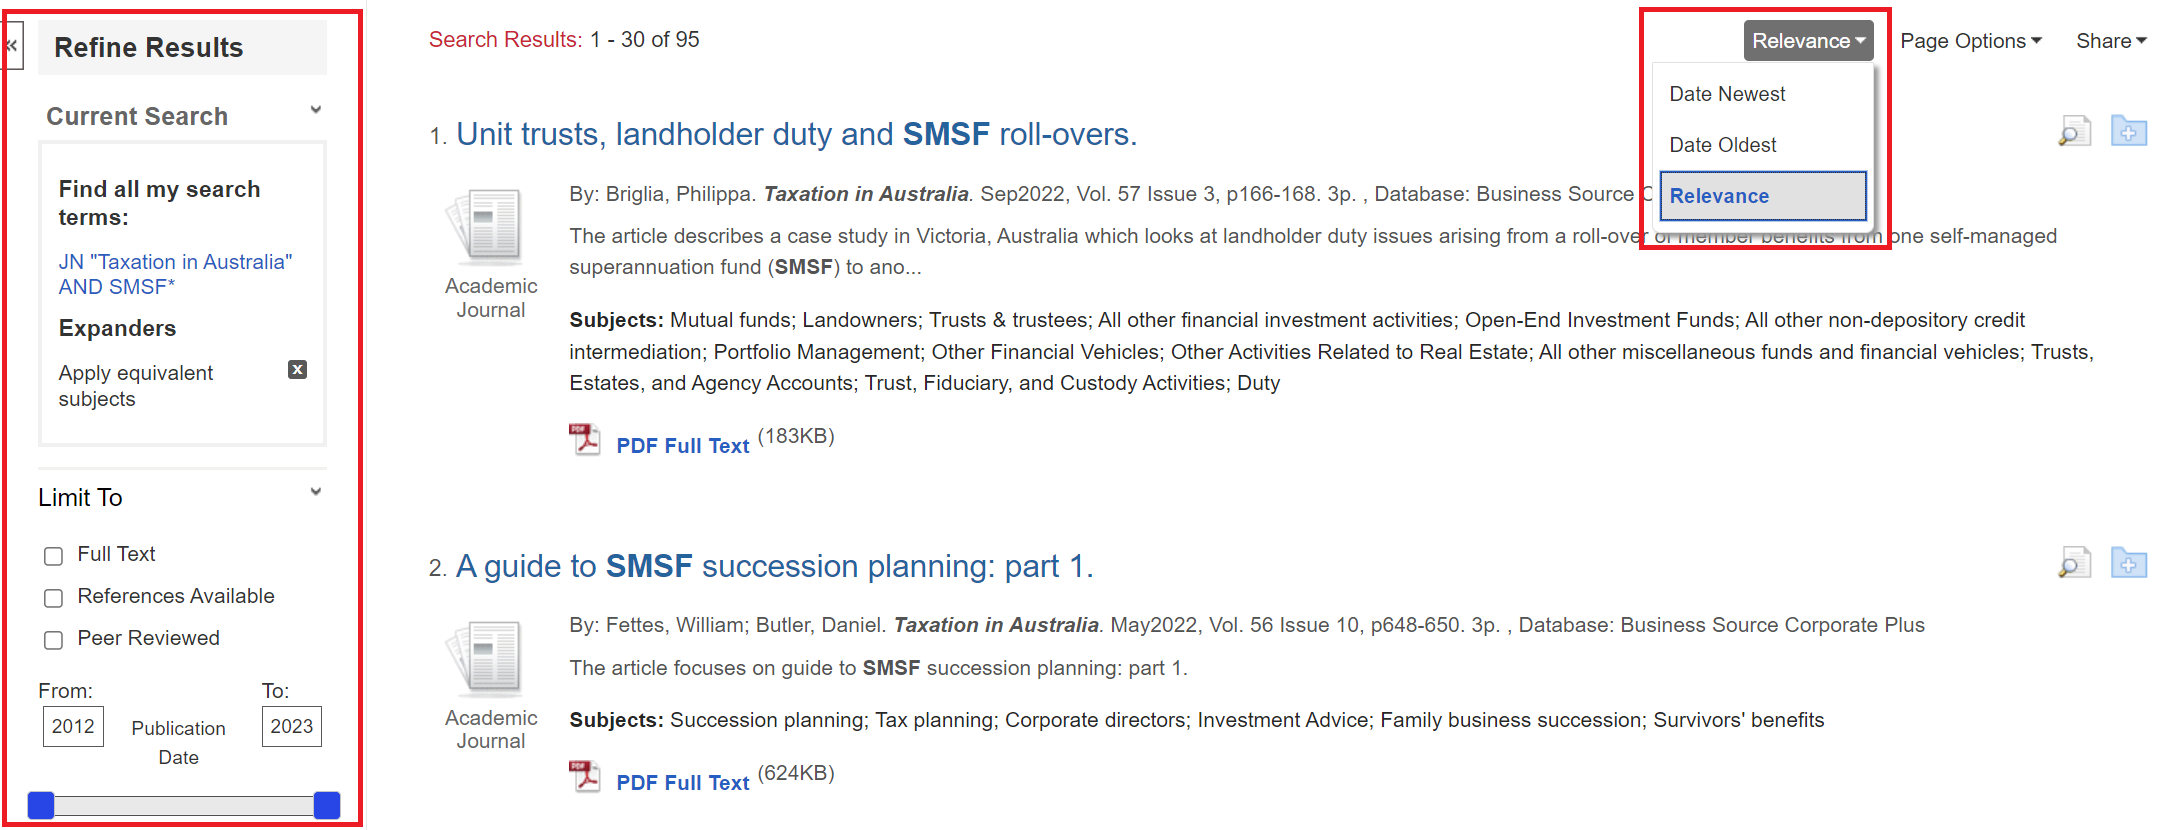 «
Refine Results
Current Search
Find all my search
terms:
JN "Taxation in Australia"
AND SMSF*
Expanders
Apply equivalent
subjects
x
Limit To
Full Text
References Available
Peer Reviewed
From:
To:
2012
Publication
Date
2023
Search Results: 1 - 30 of 95
Relevance
Page Options
Share
Date Newest
Date Oldest
Relevance
1. Unit trusts, landholder duty and SMSF roll-overs.
Academic
Journal
By: Briglia, Philippa. Taxation in Australia. Sep2022, Vol. 57 Issue 3, p166-168. 3p. , Database: Business Source
The article describes a case study in Victoria, Australia which looks at landholder duty issues arising from a roll-over of member benefits from one self-managed
superannuation fund (SMSF) to ano...
Subjects: Mutual funds; Landowners; Trusts & trustees; All other financial investment activities; Open-End Investment Funds; All other non-depository credit
intermediation; Portfolio Management; Other Financial Vehicles; Other Activities Related to Real Estate; All other miscellaneous funds and financial vehicles; Trusts,
Estates, and Agency Accounts; Trust, Fiduciary, and Custody Activities; Duty
PDF
PDF Full Text (183KB)
2. A guide to SMSF succession planning: part 1.
Academic
Journal
By: Fettes, William; Butler, Daniel. Taxation in Australia. May2022, Vol. 56 Issue 10, p648-650. 3p. , Database: Business Source Corporate Plus
The article focuses on guide to SMSF succession planning: part 1.
Subjects: Succession planning; Tax planning; Corporate directors; Investment Advice; Family business succession; Survivors' benefits
PDF
PDF Full Text (624KB)